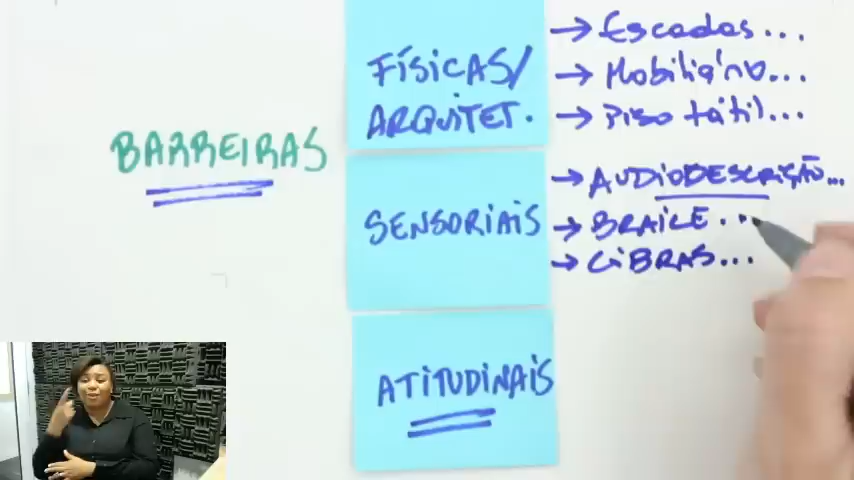 BARREIRAS
FÍSICAS/
ARQUITET.
→ Escadas...
→ Mobiliário...
→ Piso tátil...
SENSORIAIS
→ AUDIODESCRIÇÃO...
→ BRAILE...
→ LIBRAS...
ATITUDINAIS